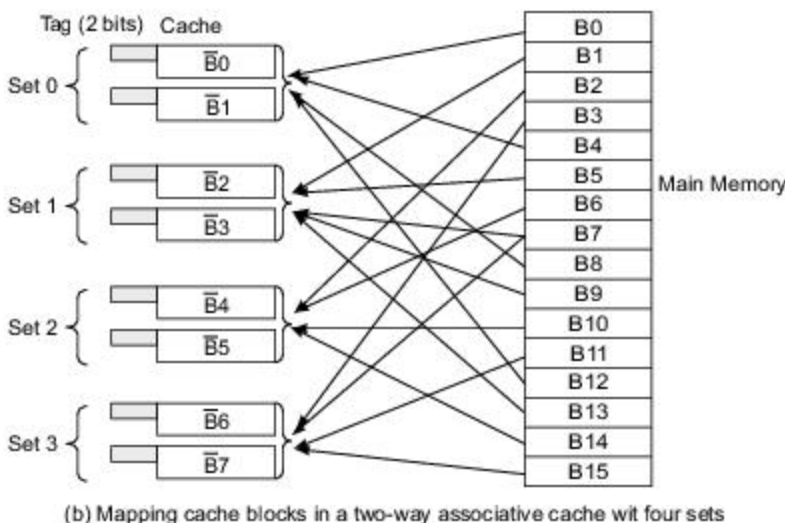 Tag (2 bits) Cache
Set 0
B̅0
B̅1
Set 1
B̅2
B̅3
Set 2
B̅4
B̅5
Set 3
B̅6
B̅7
B0
B1
B2
B3
B4
B5
B6
B7
B8
B9
B10
B11
B12
B13
B14
B15
Main Memory
(b) Mapping cache blocks in a two-way associative cache wit four sets